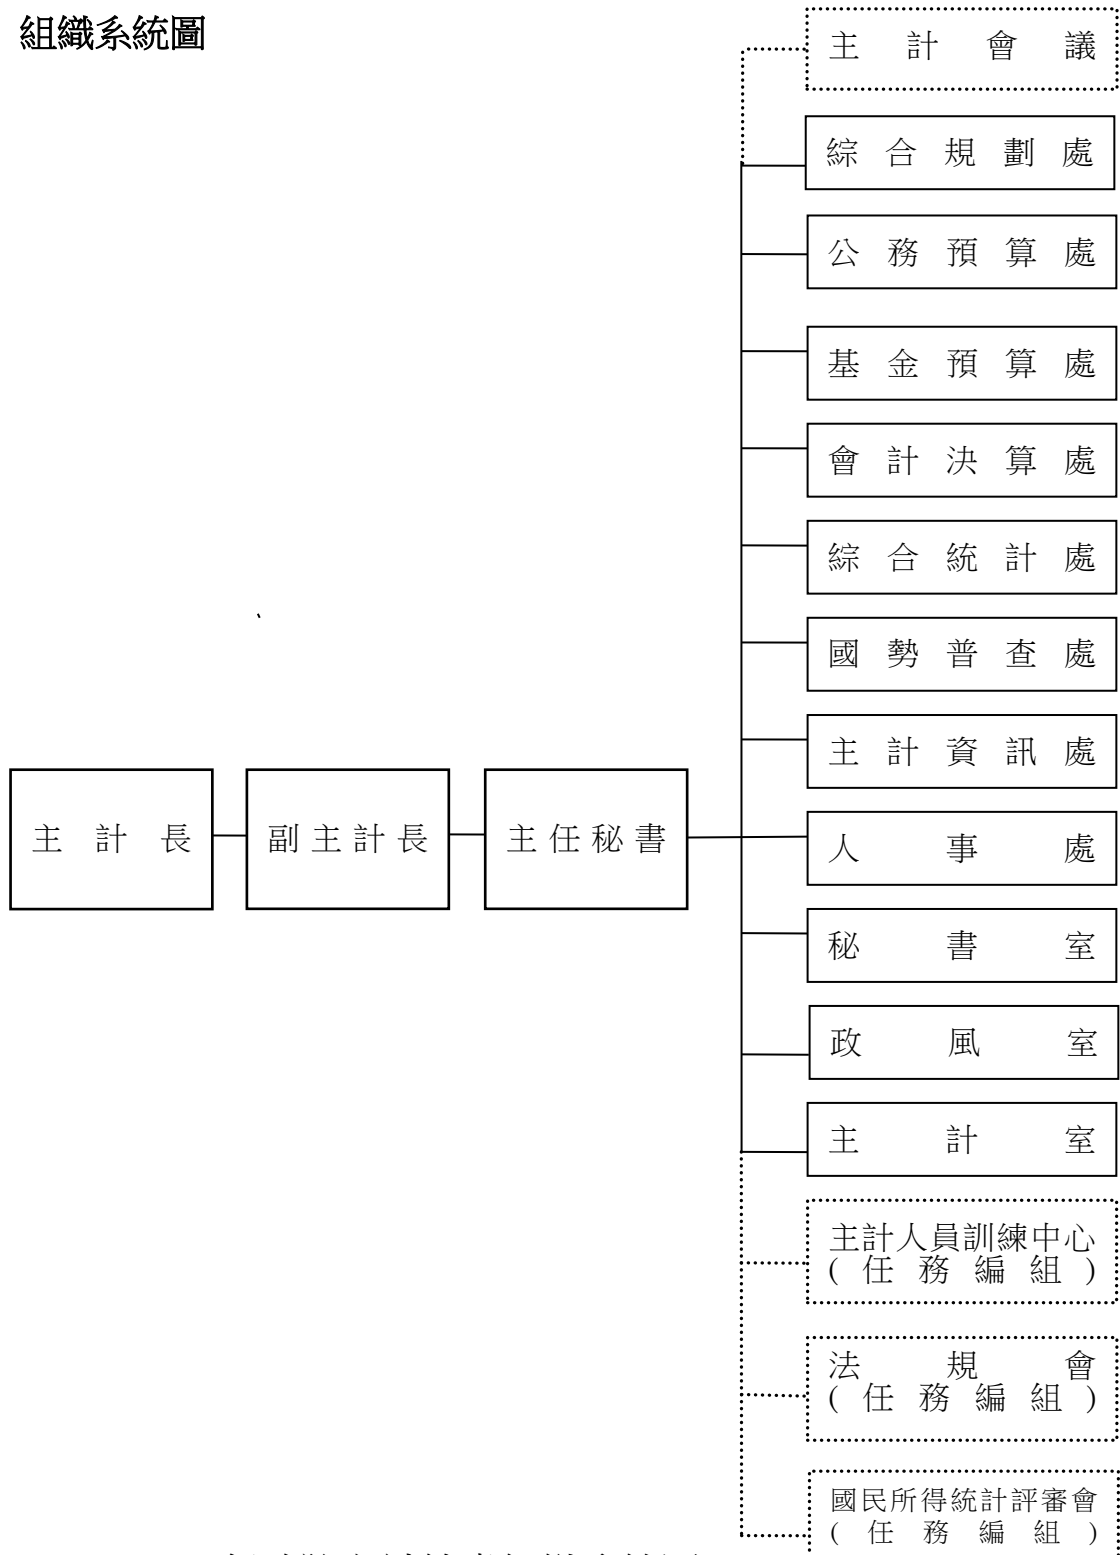 組織系統圖
主計會議
綜合規劃處
公務預算處
基金預算處
會計決算處
綜合統計處
國勢普查處
主計資訊處
主計長
副主計長
主任秘書
人事處
秘書室
政風室
主計室
主計人員訓練中心
(任務編組)
法規會
(任務編組)
國民所得統計評審會
(任務編組)